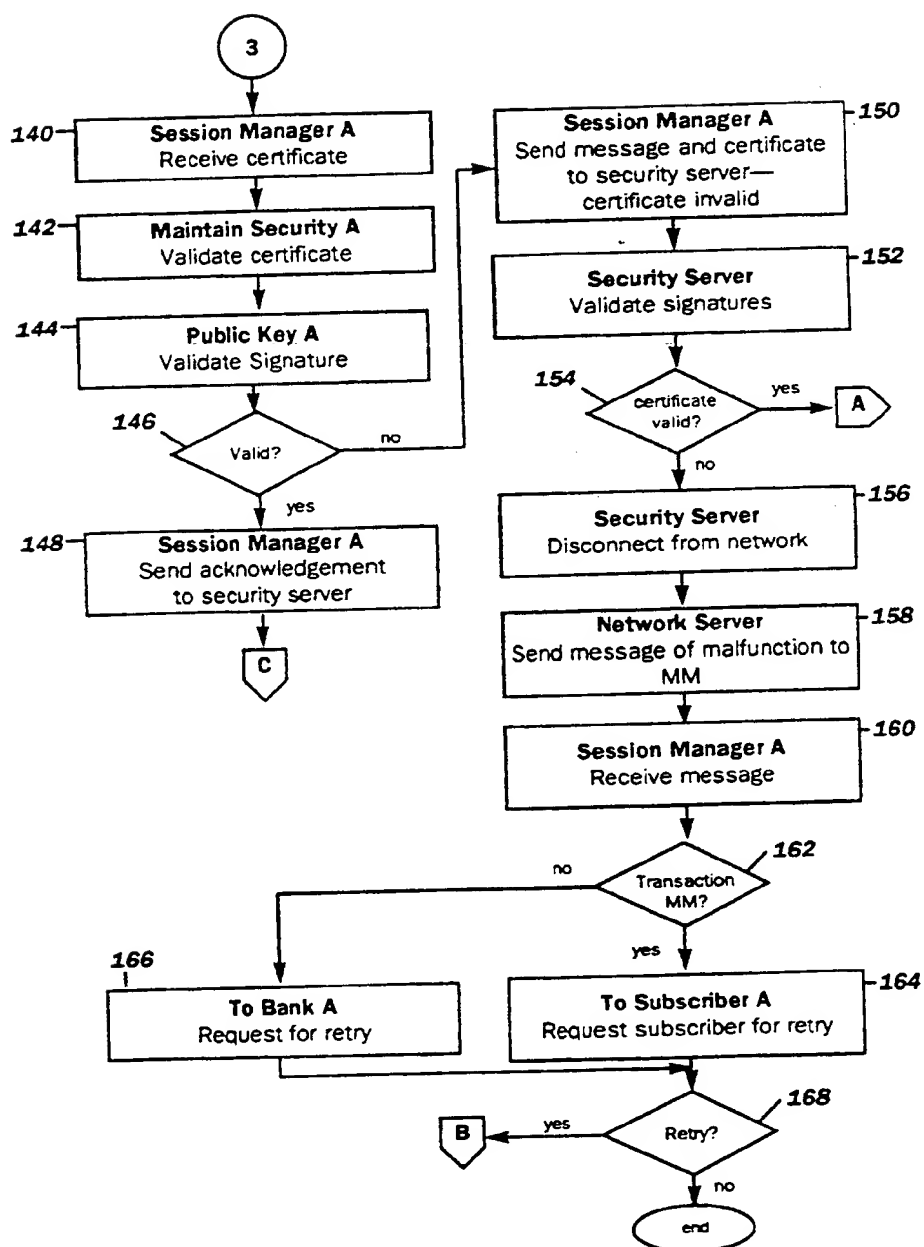 3
140
Session Manager A
Receive certificate
142
Maintain Security A
Validate certificate
144
Public Key A
Validate Signature
146
Valid?
no
yes
148
Session Manager A
Send acknowledgement
to security server
C
150
Session Manager A
Send message and certificate
to security server—
certificate invalid
152
Security Server
Validate signatures
154
certificate
valid?
yes
A
no
156
Security Server
Disconnect from network
158
Network Server
Send message of malfunction to
MM
160
Session Manager A
Receive message
162
Transaction
MM?
no
yes
166
To Bank A
Request for retry
164
To Subscriber A
Request subscriber for retry
168
Retry?
yes
B
no
end